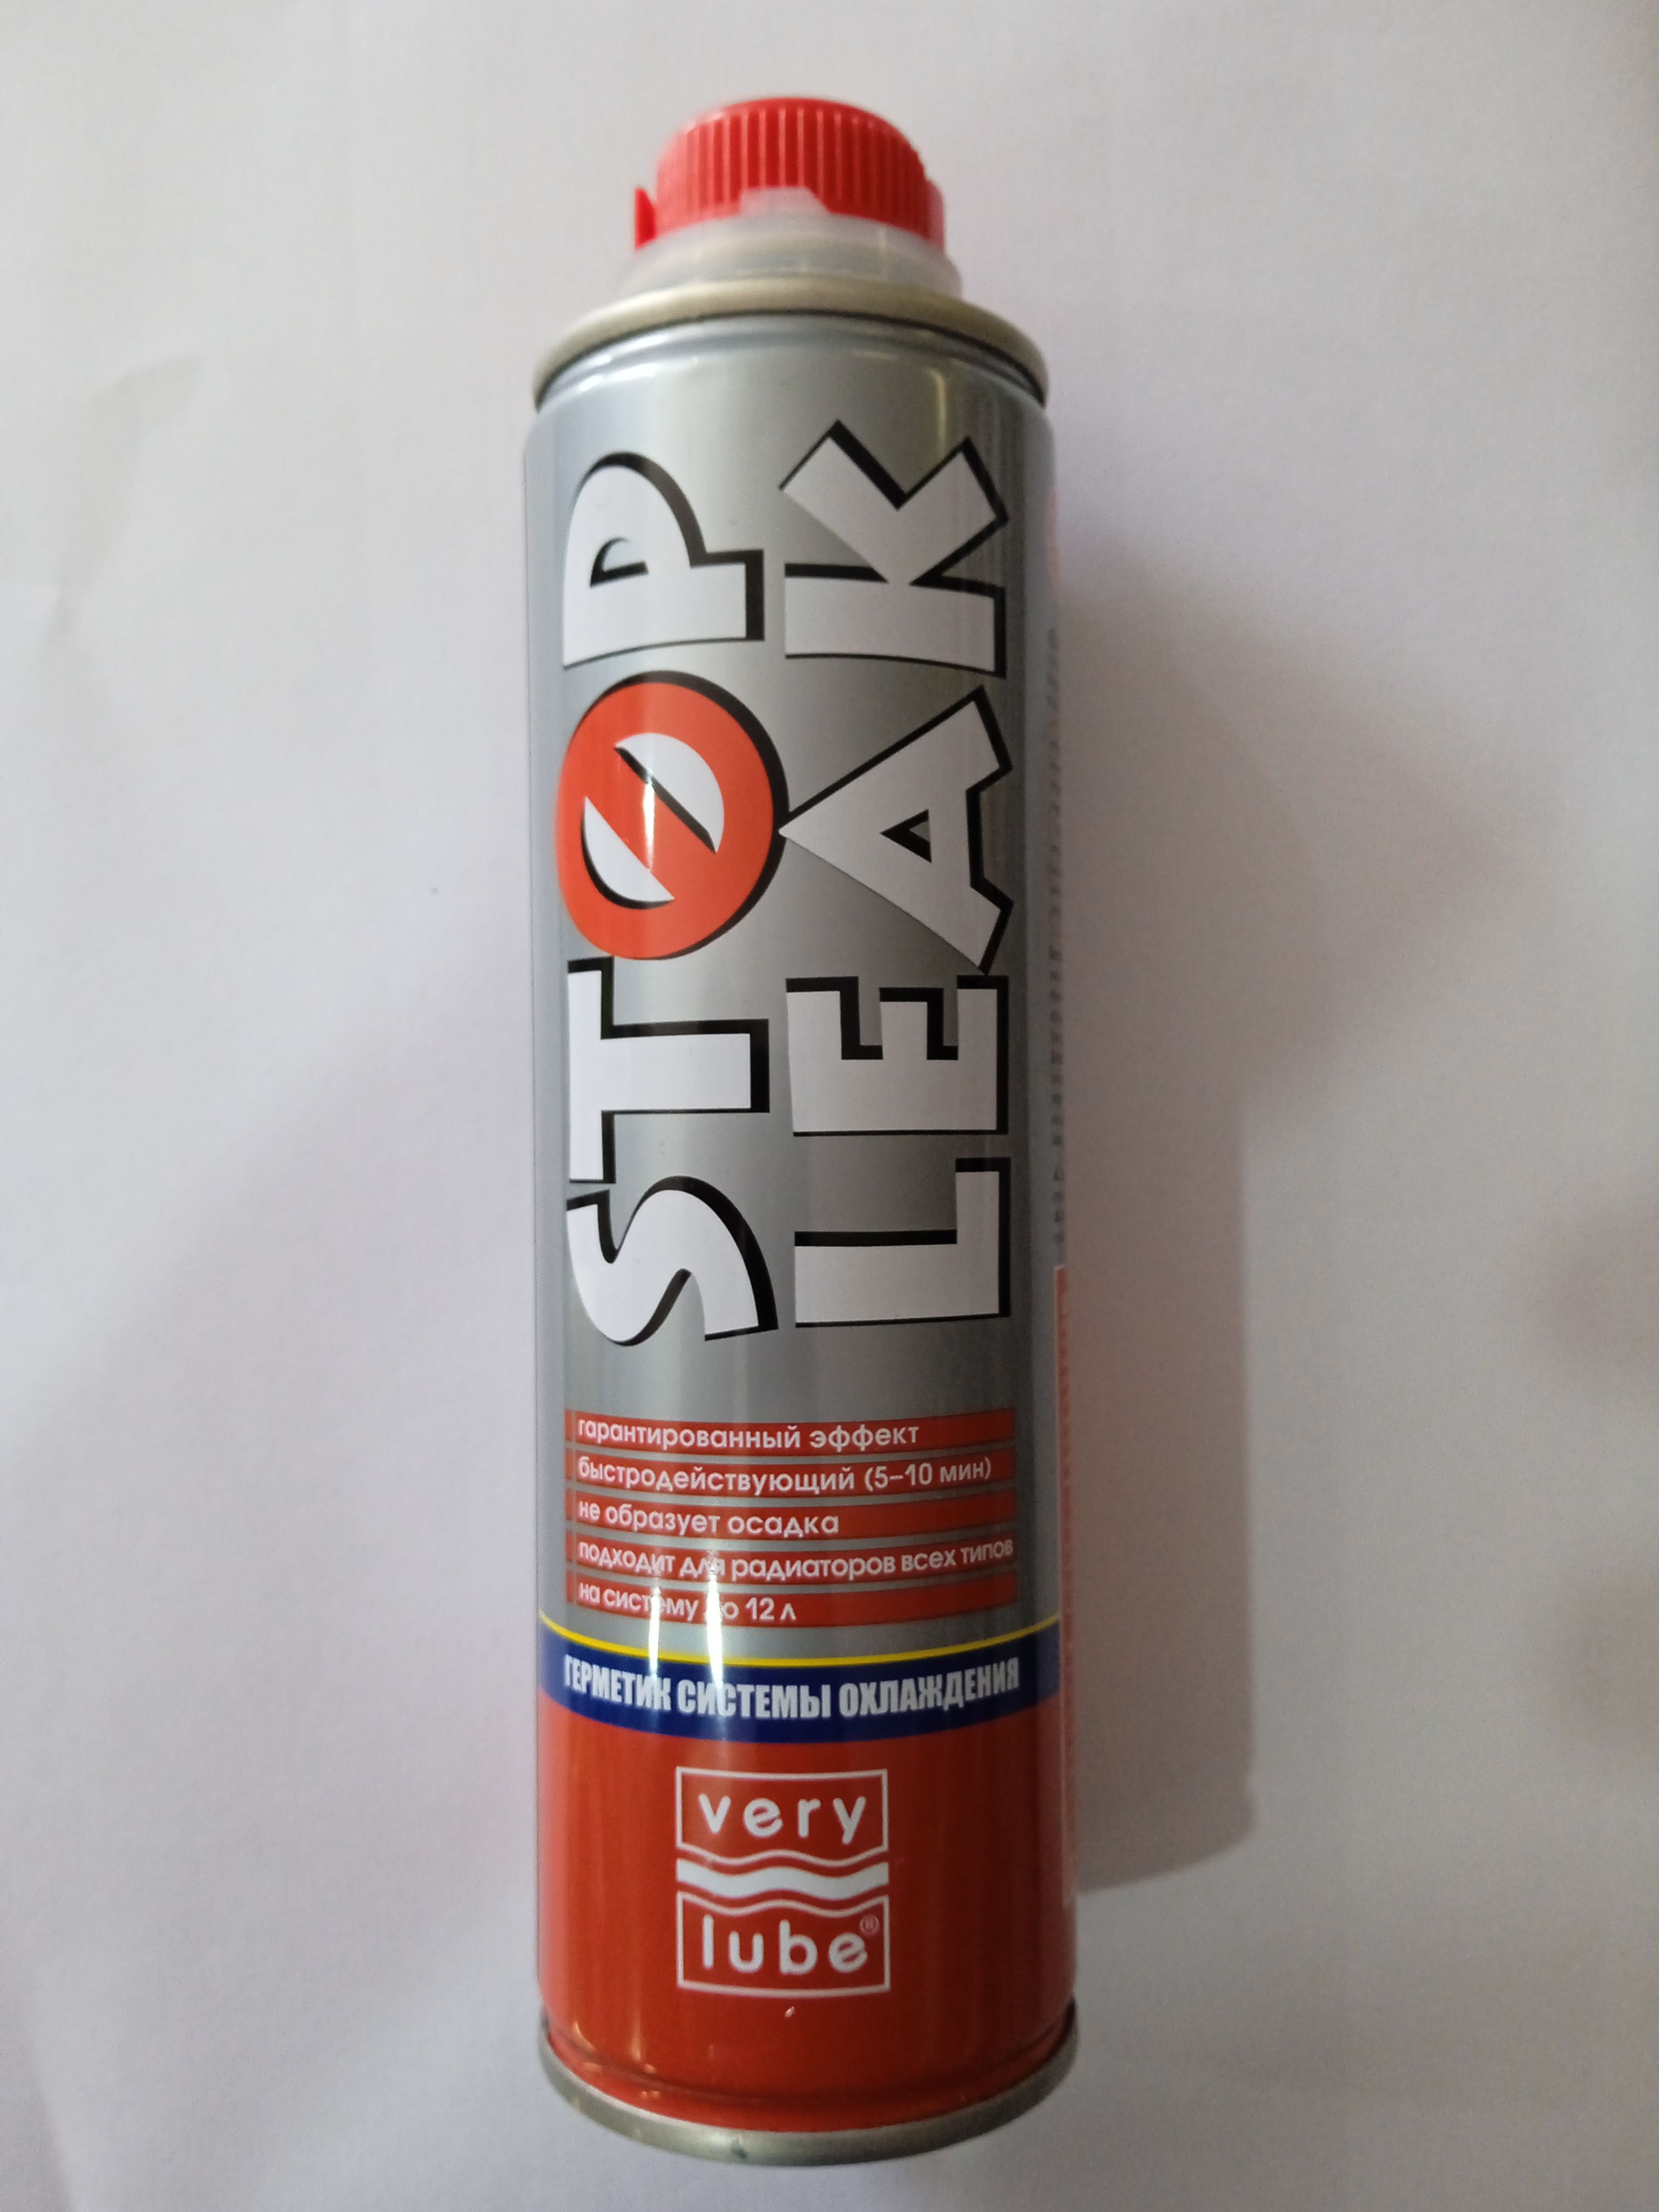 STOP
LEAK
гарантированный эффект
быстродействующий (5-10 мин)
не образует осадка
подходит для радиаторов всех типов
на систему до 12 л
ГЕРМЕТИК СИСТЕМЫ ОХЛАЖДЕНИЯ
very
lube®